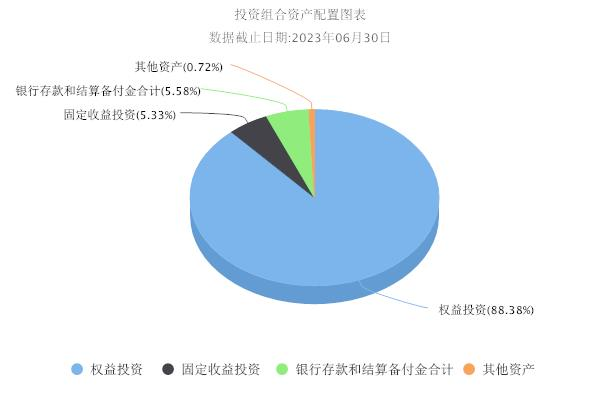 投资组合资产配置图表
数据截止日期:2023年06月30日
其他资产(0.72%)
银行存款和结算备付金合计(5.58%)
固定收益投资(5.33%)
权益投资(88.38%)
权益投资 固定收益投资 银行存款和结算备付金合计 其他资产